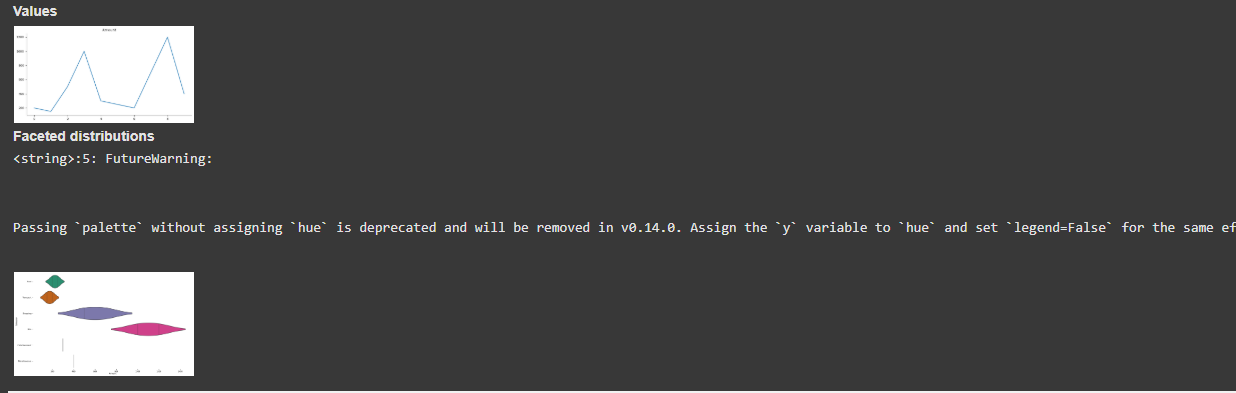 Values
Faceted distributions
<string>:5: FutureWarning:
Passing `palette` without assigning `hue` is deprecated and will be removed in v0.14.0. Assign the `y` variable to `hue` and set `legend=False` for the same ef